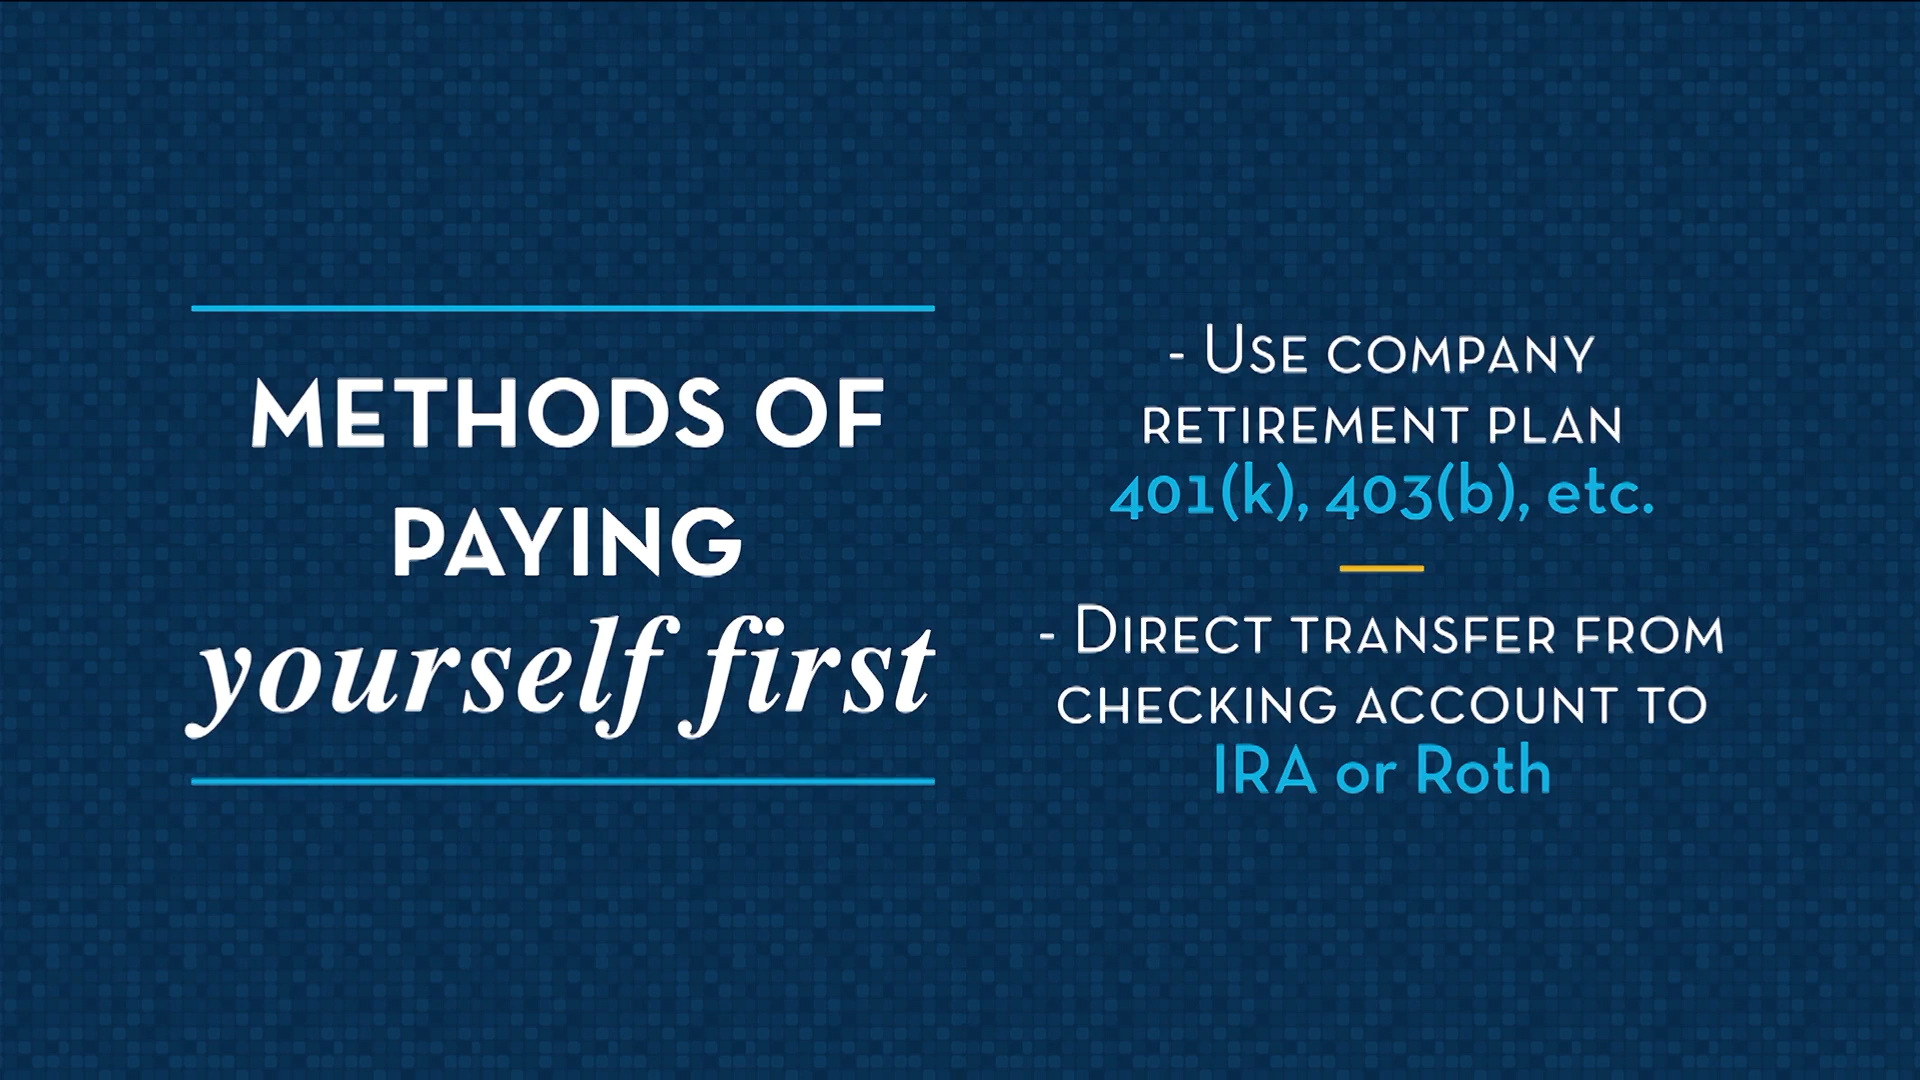 METHODS OF
PAYING
yourself first
- USE COMPANY
RETIREMENT PLAN
401(k), 403(b), etc.
- DIRECT TRANSFER FROM
CHECKING ACCOUNT TO
IRA or Roth